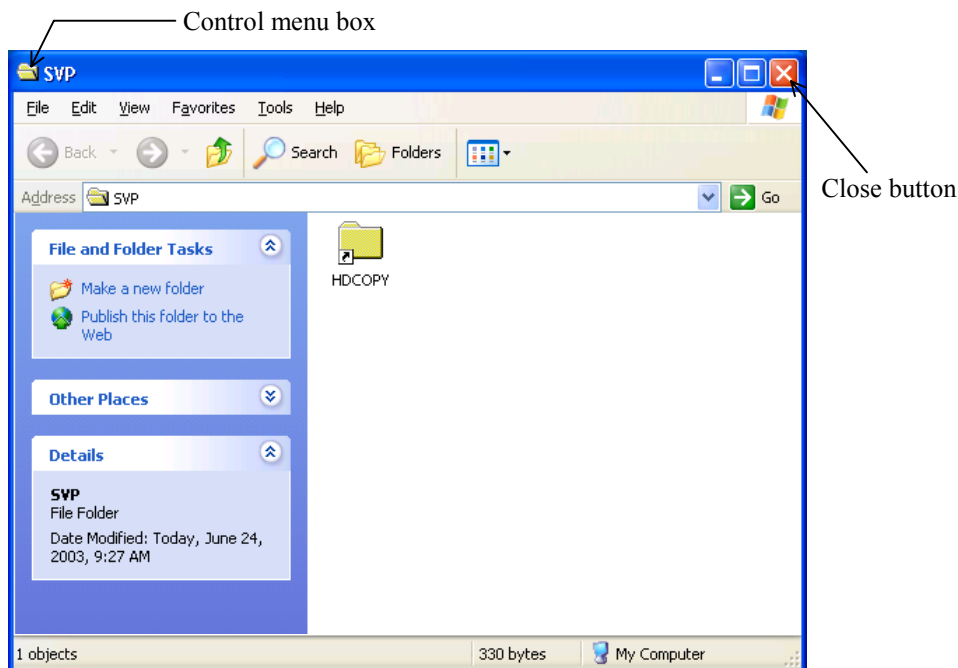 Control menu box
SVP
File Edit View Favorites Tools Help
Back Search Folders
Address SVP Go
Close button
File and Folder Tasks
Make a new folder
Publish this folder to the
Web
Other Places
Details
SVP
File Folder
Date Modified: Today, June 24,
2003, 9:27 AM
HDCOPY
1 objects 330 bytes My Computer